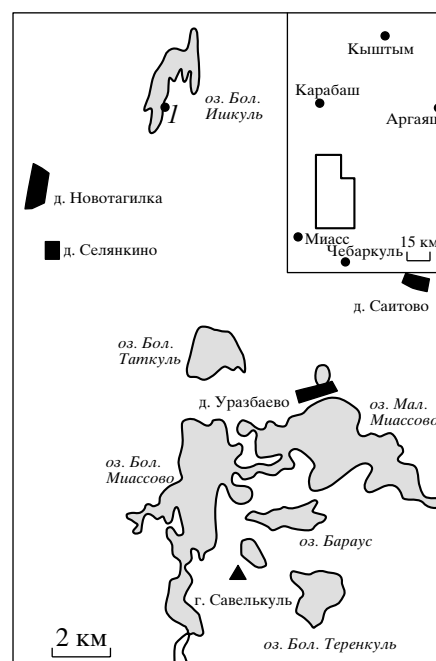 Кыштым
Карабаш
Аргаяш
Миасс
15 км
Чебаркуль
1
оз. Бол.
Ишкуль
д. Новотагилка
д. Селянкино
д. Саитово
оз. Бол.
Таткуль
д. Уразбаево
оз. Мал.
Миассово
оз. Бол.
Миассово
оз. Бараус
г. Савелькуль
оз. Бол. Теренкуль
2 км